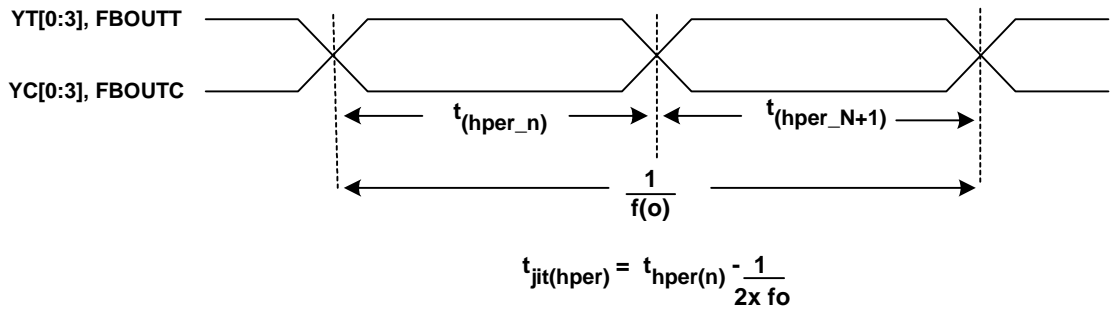 YT[0:3], FBOUTT
YC[0:3], FBOUTC
t(hper_n)
t(hper_N+1)
1
f(o)
tjit(hper) = thper(n) - 1
2x fo